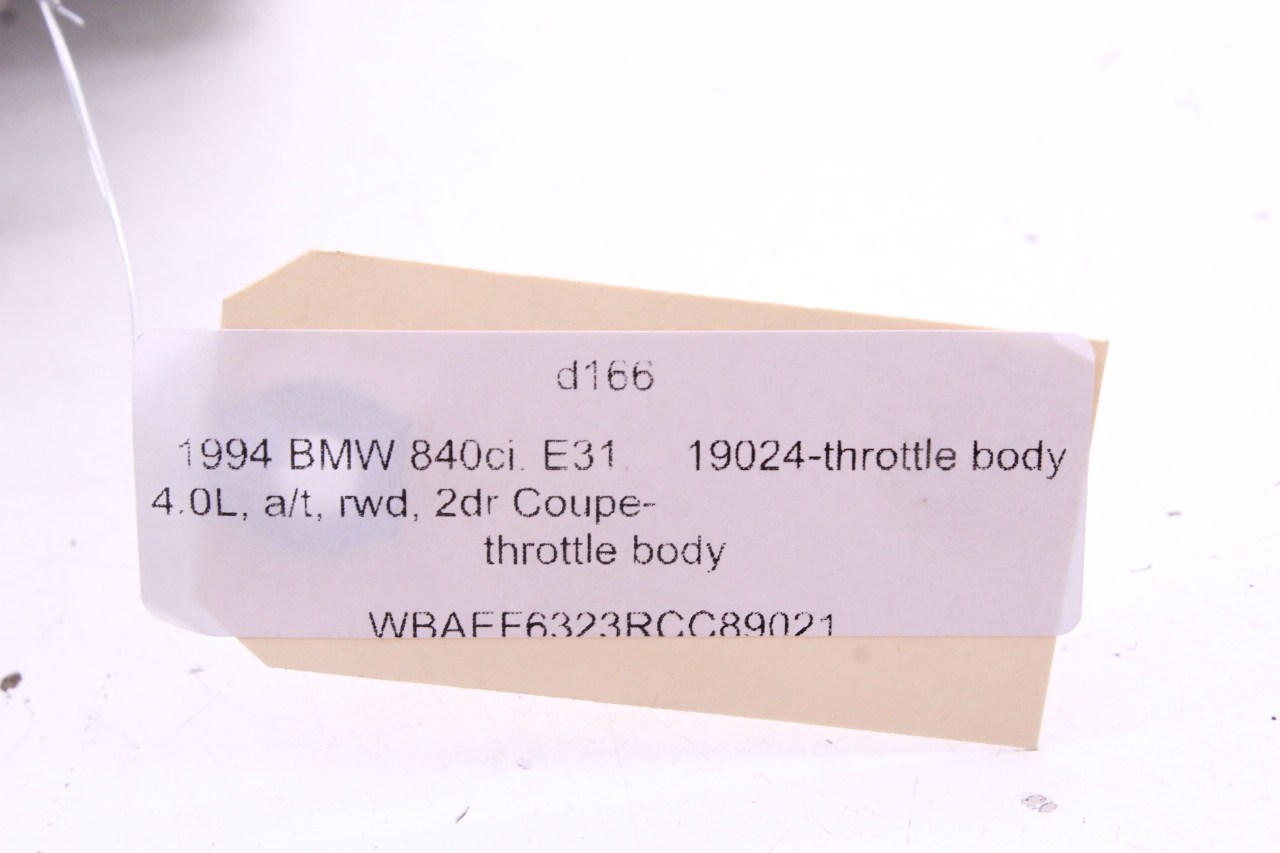 d166
1994 BMW 840ci. E31. 19024-throttle body
4.0L, a/t, rwd, 2dr Coupe-
throttle body
WBAEF6323RCC89021